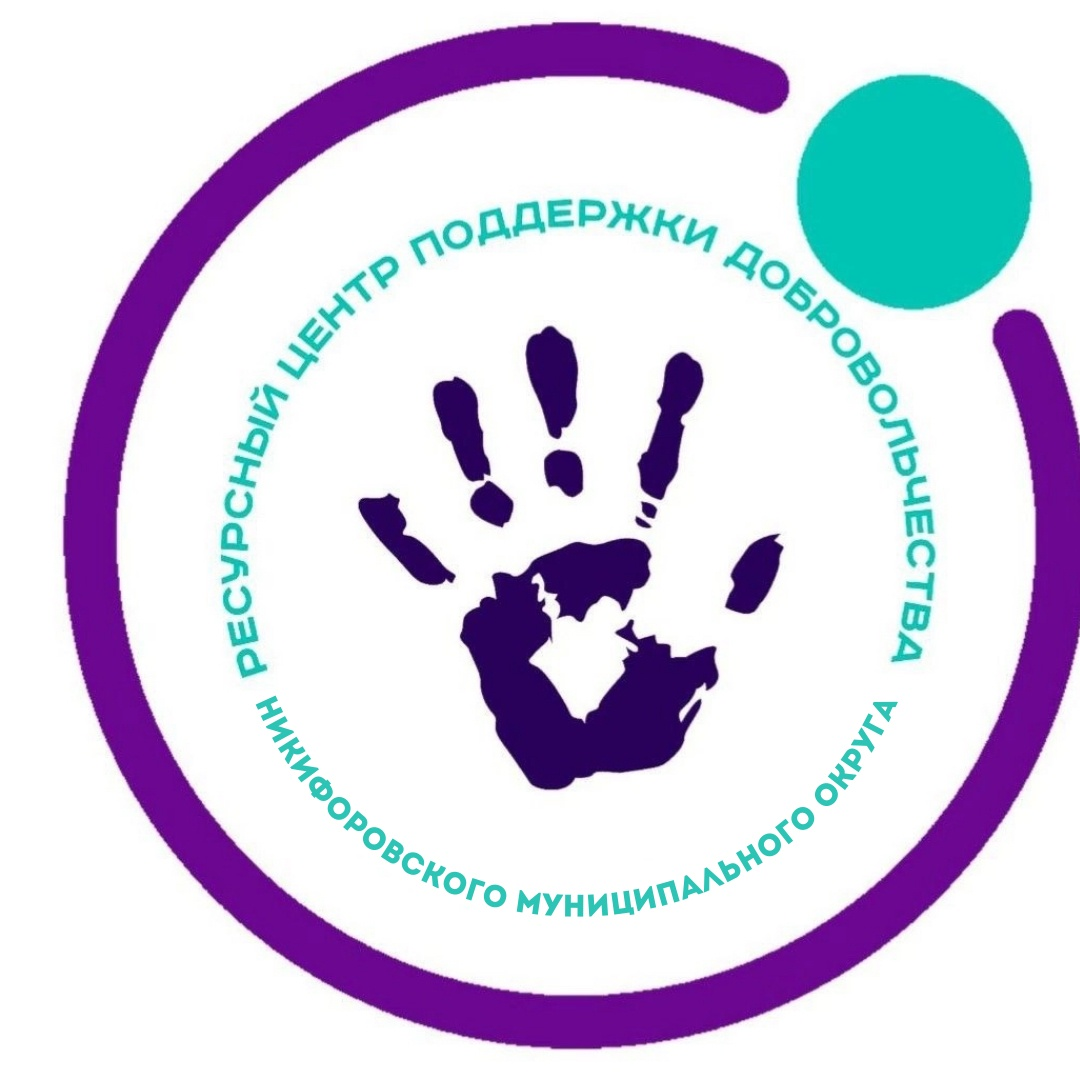 РЕСУРСНЫЙ ЦЕНТР ПОДДЕРЖКИ ДОБРОВОЛЬЧЕСТВА
НИКИФОРОВСКОГО МУНИЦИПАЛЬНОГО ОКРУГА